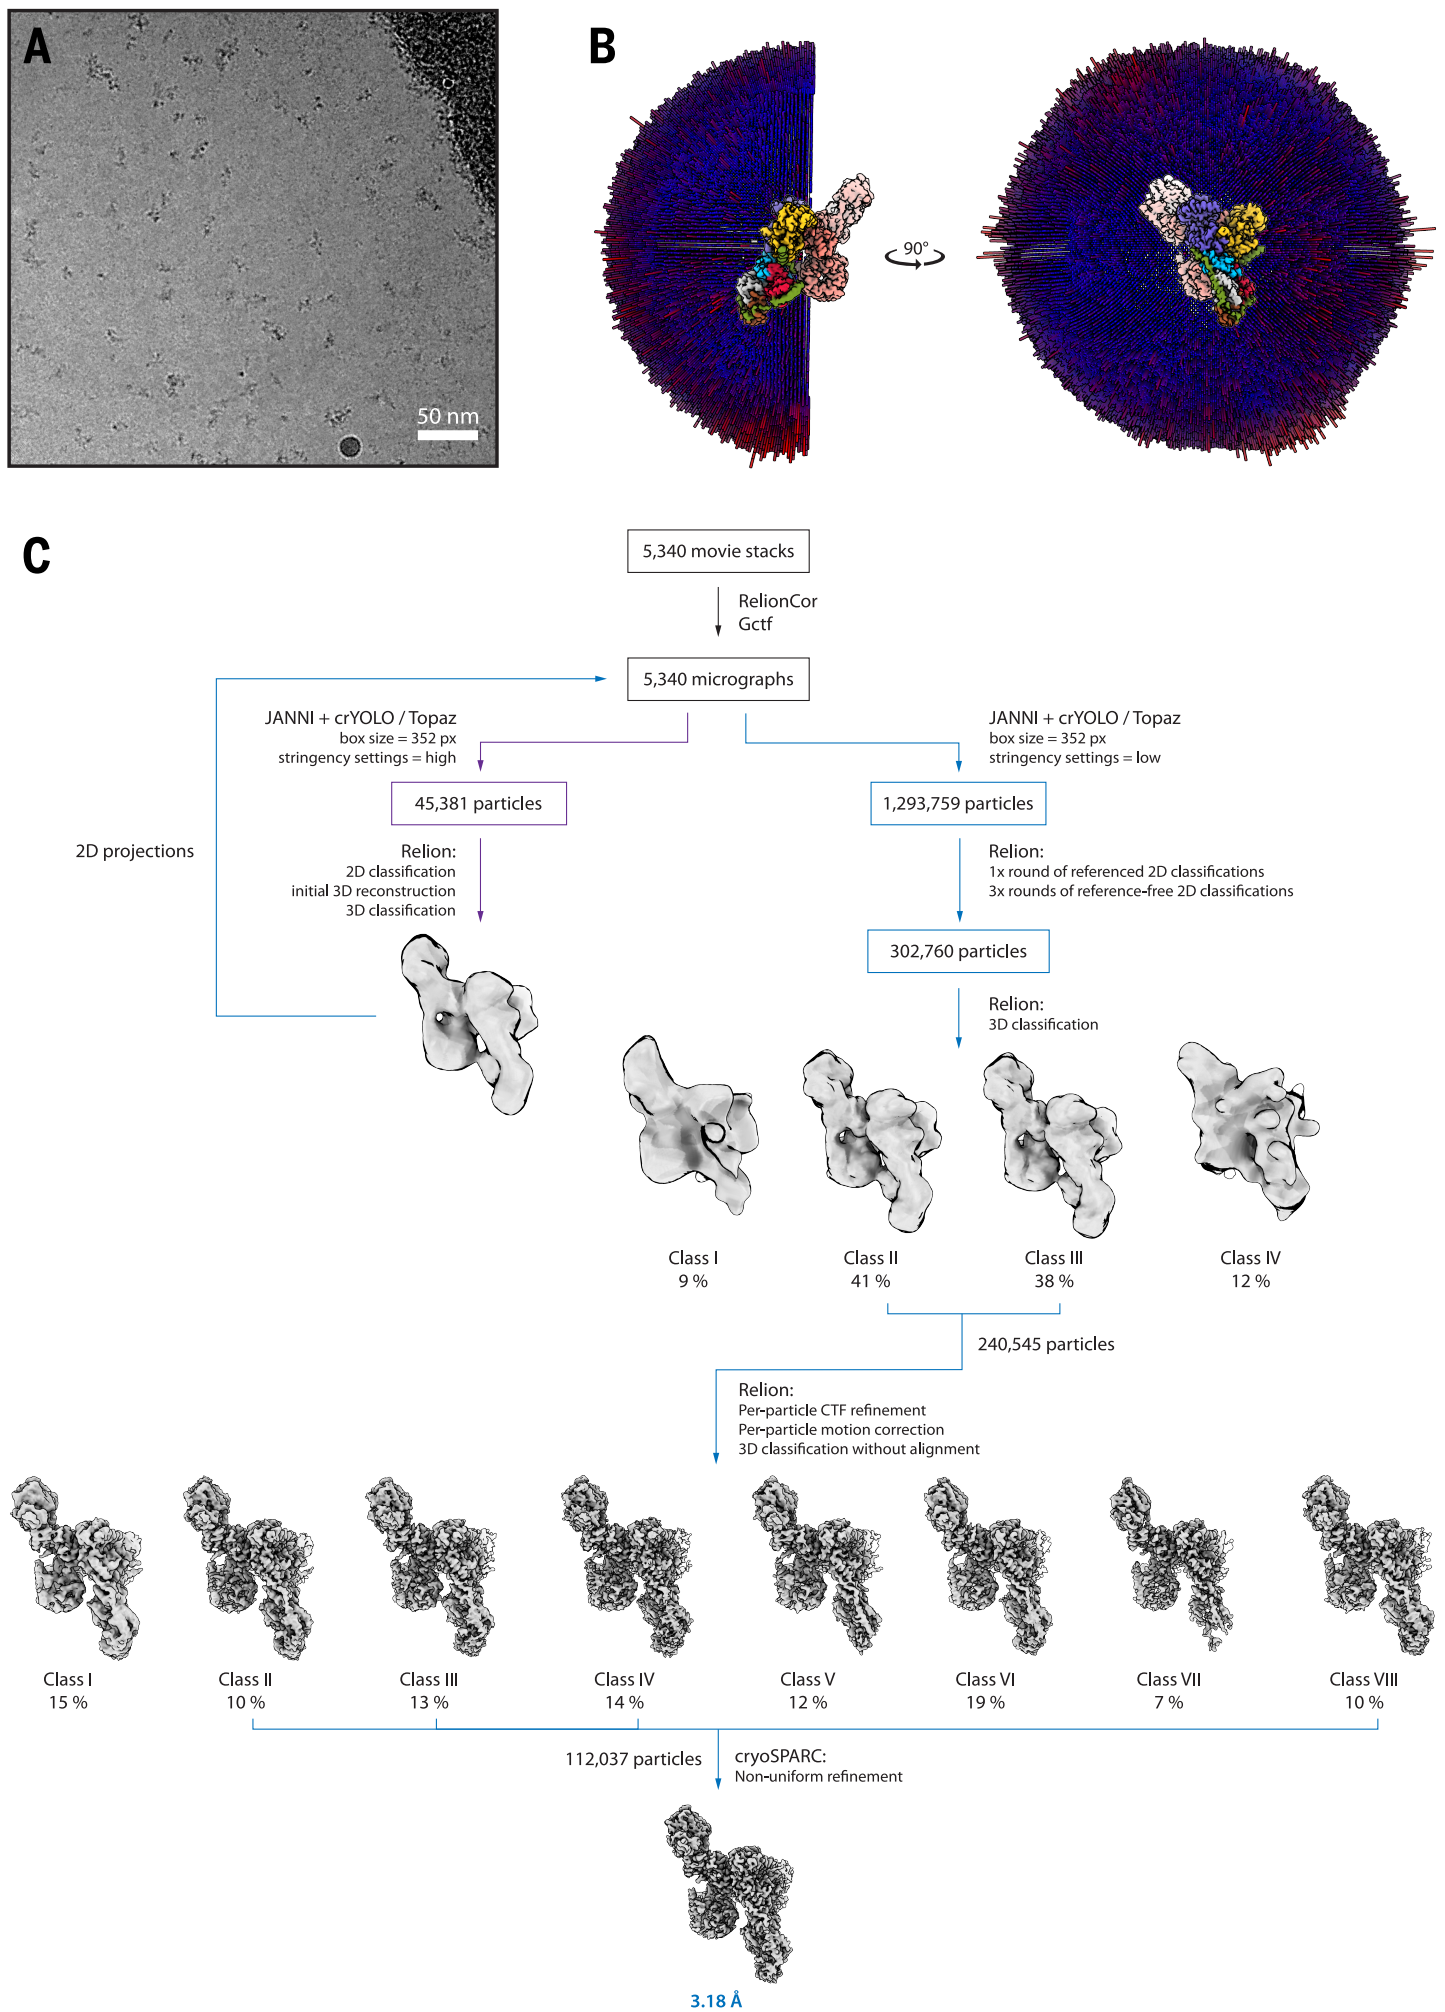 A
50 nm
B
90°
C
5,340 movie stacks
RelionCor
Gctf
5,340 micrographs
JANNI + crYOLO / Topaz
box size = 352 px
stringency settings = high
JANNI + crYOLO / Topaz
box size = 352 px
stringency settings = low
45,381 particles
1,293,759 particles
2D projections
Relion:
2D classification
initial 3D reconstruction
3D classification
Relion:
1x round of referenced 2D classifications
3x rounds of reference-free 2D classifications
302,760 particles
Relion:
3D classification
Class I
9 %
Class II
41 %
Class III
38 %
Class IV
12 %
240,545 particles
Relion:
Per-particle CTF refinement
Per-particle motion correction
3D classification without alignment
Class I
15 %
Class II
10 %
Class III
13 %
Class IV
14 %
Class V
12 %
Class VI
19 %
Class VII
7 %
Class VIII
10 %
112,037 particles
cryoSPARC:
Non-uniform refinement
3.18 Å